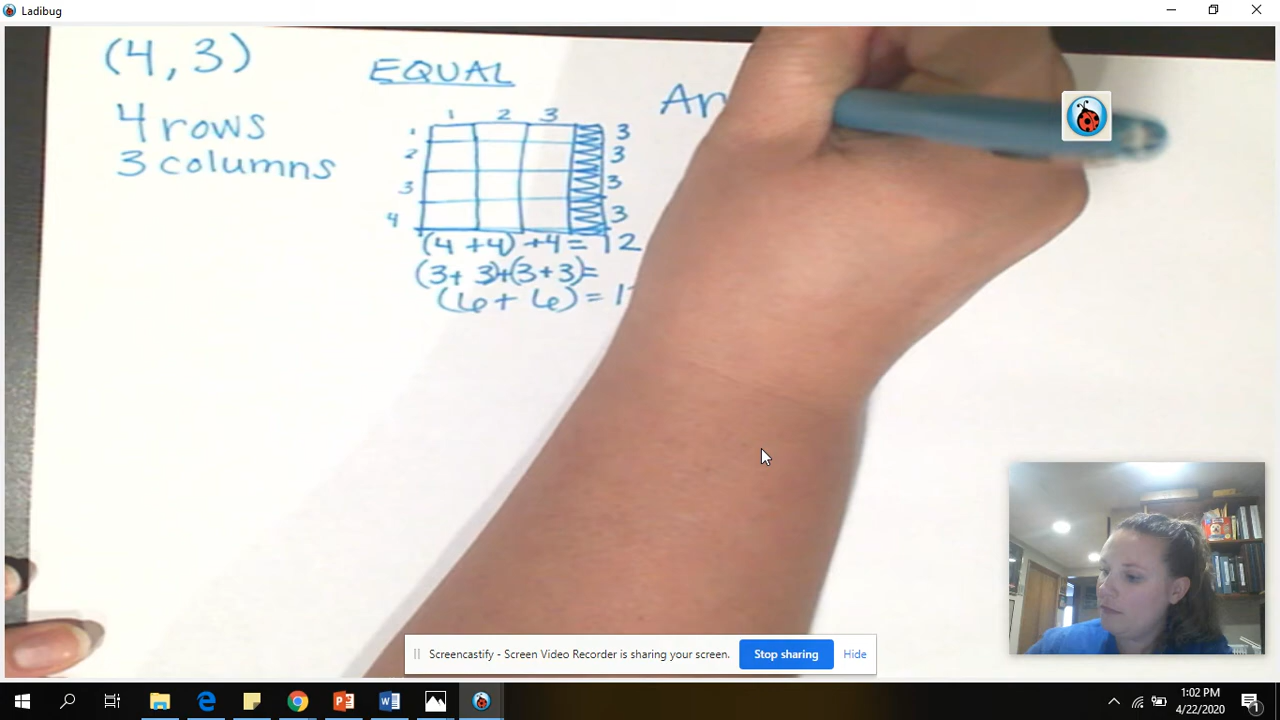 Ladibug
(4, 3)
4 rows
3 columns
EQUAL
1 2 3
1 3
2 3
3 3
4 3
(4 + 4) + 4 = 12
(3 + 3) + (3 + 3) =
(6 + 6) = 1
Screencastify - Screen Video Recorder is sharing your screen.
Stop sharing
Hide
1:02 PM
4/22/2020